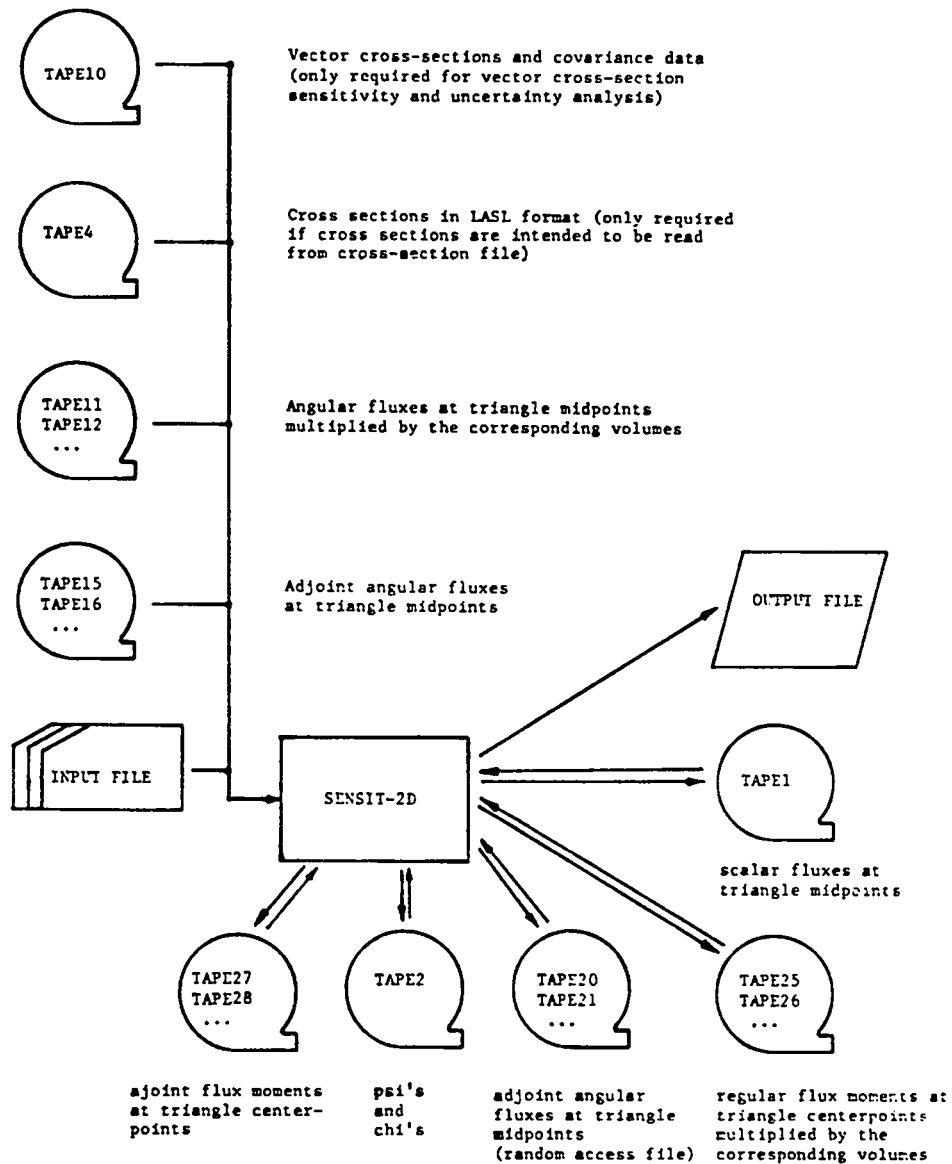 TAPE10
Vector cross-sections and covariance data
(only required for vector cross-section
sensitivity and uncertainty analysis)
TAPE4
Cross sections in LASL format (only required
if cross sections are intended to be read
from cross-section file)
TAPE11
TAPE12
...
Angular fluxes at triangle midpoints
multiplied by the corresponding volumes
TAPE15
TAPE16
...
Adjoint angular fluxes
at triangle midpoints
OUTPUT FILE
INPUT FILE
SENSIT-2D
TAPE1
scalar fluxes at
triangle midpoints
TAPE27
TAPE28
...
TAPE2
TAPE20
TAPE21
...
TAPE25
TAPE26
...
ajoint flux moments
at triangle center-
points
psi's
and
chi's
adjoint angular
fluxes at triangle
midpoints
(random access file)
regular flux moments at
triangle centerpoints
multiplied by the
corresponding volumes